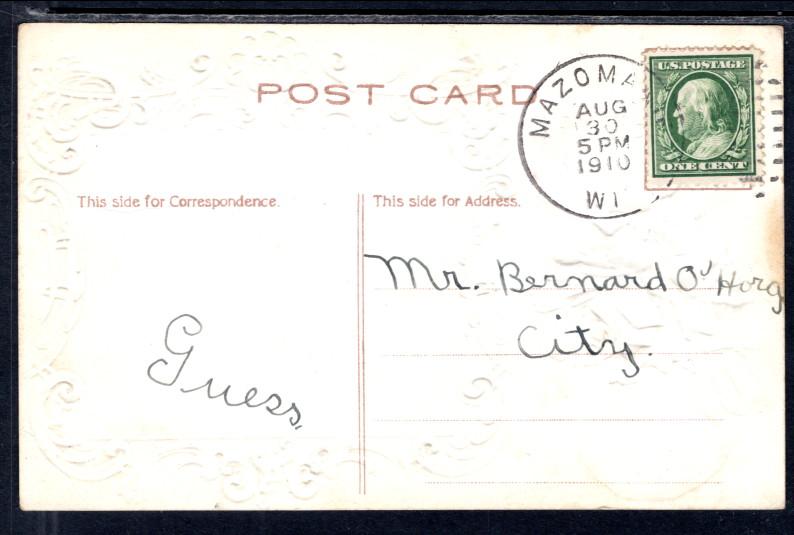 POST CARD
MAZOMA
AUG
30
5 PM
1910
WI
U.S. POSTAGE
ONE CENT
This side for Correspondence.
This side for Address.
Mr. Bernard O'Horg
City.
Guess.